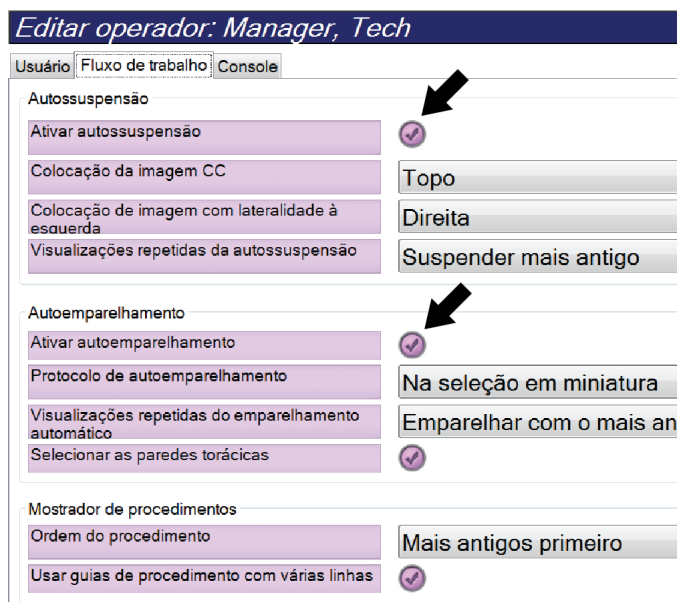 Editar operador: Manager, Tech
Usuário Fluxo de trabalho Console
Autossuspensão
Ativar autossuspensão
Colocação da imagem CC
Topo
Colocação de imagem com lateralidade à
esquerda
Direita
Visualizações repetidas da autossuspensão
Suspender mais antigo
Autoemparelhamento
Ativar autoemparelhamento
Protocolo de autoemparelhamento
Na seleção em miniatura
Visualizações repetidas do emparelhamento
automático
Emparelhar com o mais an
Selecionar as paredes torácicas
Mostrador de procedimentos
Ordem do procedimento
Mais antigos primeiro
Usar guias de procedimento com várias linhas